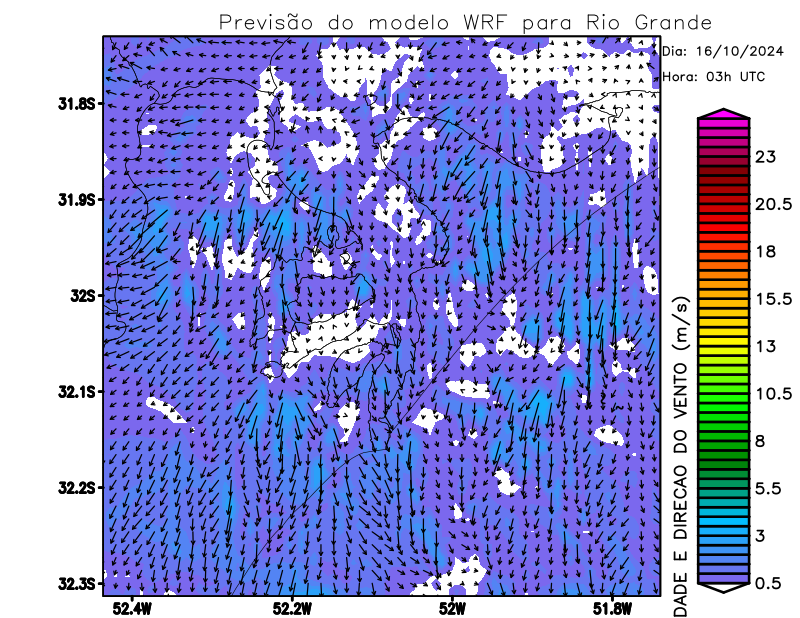 Previsão do modelo WRF para Rio Grande
Dia: 16/10/2024
Hora: 03h UTC
31.8S
31.9S
32S
32.1S
32.2S
32.3S
52.4W
52.2W
52W
51.8W
23
20.5
18
15.5
13
10.5
8
5.5
3
0.5
DADE E DIRECAO DO VENTO (m/s)